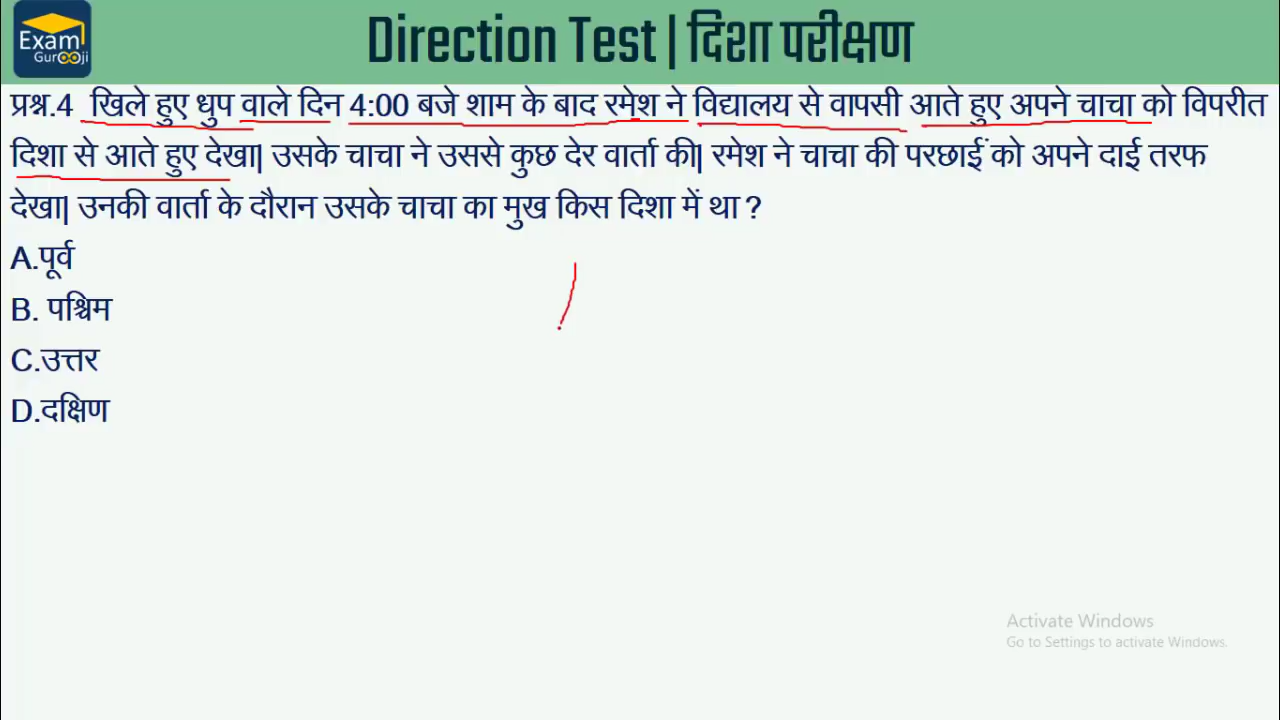 Exam
Gurooji
Direction Test | दिशा परीक्षण
प्रश्न.4 खिले हुए धुप वाले दिन 4:00 बजे शाम के बाद रमेश ने विद्यालय से वापसी आते हुए अपने चाचा को विपरीत
दिशा से आते हुए देखा| उसके चाचा ने उससे कुछ देर वार्ता की| रमेश ने चाचा की परछाई को अपने दाई तरफ
देखा| उनकी वार्ता के दौरान उसके चाचा का मुख किस दिशा में था ?
A.पूर्व
B. पश्चिम
C.उत्तर
D.दक्षिण
Activate Windows
Go to Settings to activate Windows.